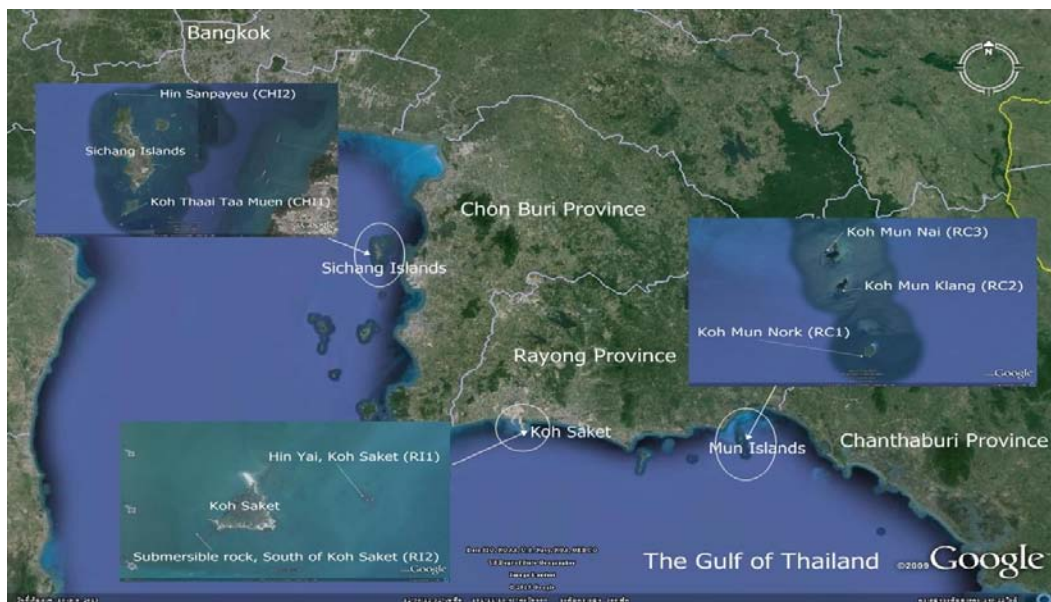 Bangkok
N
Hin Sanpayeu (CHI2)
Sichang Islands
Koh Thaai Taa Muen (CHI1)
Google
Chon Buri Province
Sichang Islands
Koh Mun Nai (RC3)
Koh Mun Klang (RC2)
Koh Mun Nork (RC1)
Google
Rayong Province
Koh Saket
Mun Islands
Chanthaburi Province
Hin Yai, Koh Saket (RI1)
Koh Saket
Submersible rock, South of Koh Saket (RI2)
Google
The Gulf of Thailand
©2009 Google